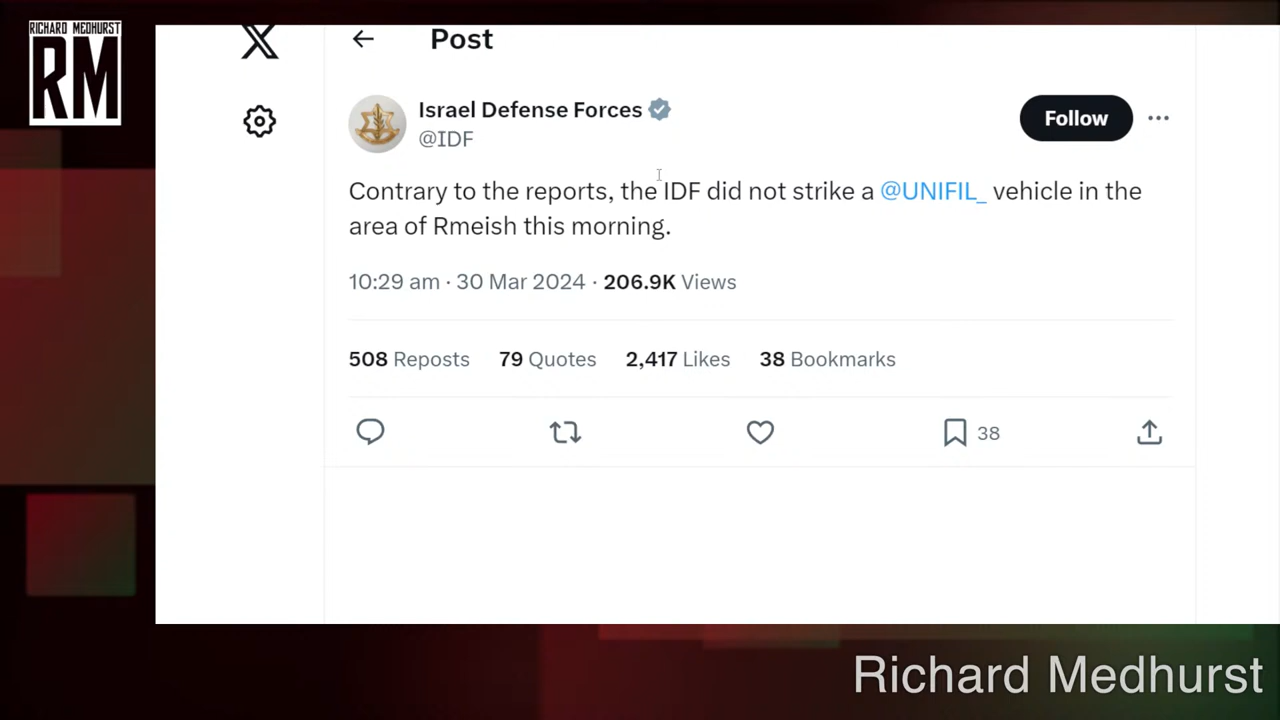 RICHARD MEDHURST
RM
Post
Israel Defense Forces
@IDF
Follow
Contrary to the reports, the IDF did not strike a @UNIFIL_ vehicle in the
area of Rmeish this morning.
10:29 am · 30 Mar 2024 · 206.9K Views
508 Reposts 79 Quotes 2,417 Likes 38 Bookmarks
38
Richard Medhurst